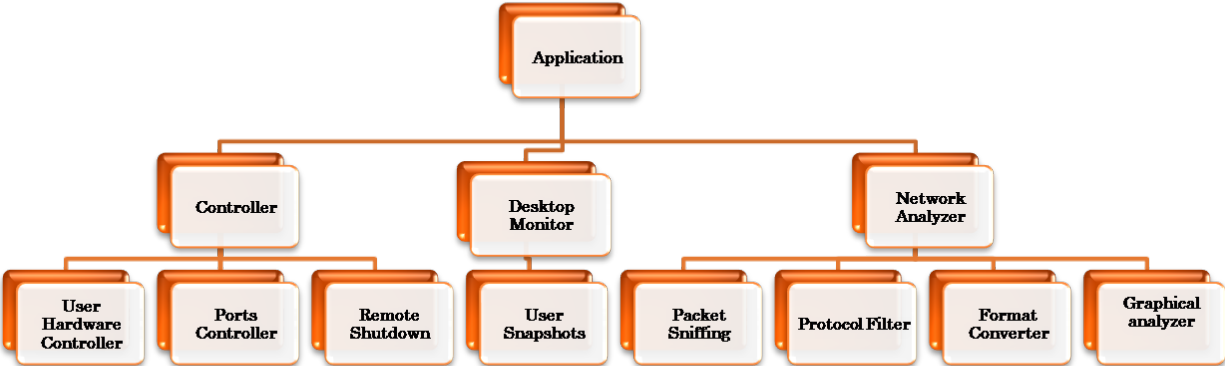 Application
Controller
Desktop
Monitor
Network
Analyzer
User
Hardware
Controller
Ports
Controller
Remote
Shutdown
User
Snapshots
Packet
Sniffing
Protocol Filter
Format
Converter
Graphical
analyzer